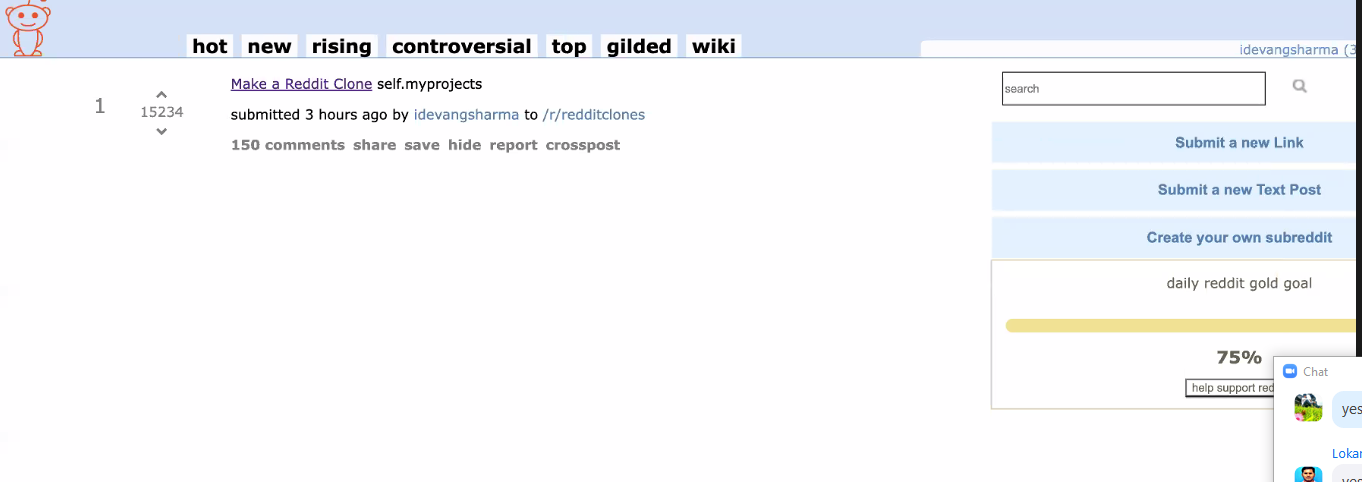 hot new rising controversial top gilded wiki
idevangsharma (3
1
15234
Make a Reddit Clone self.myprojects
submitted 3 hours ago by idevangsharma to /r/redditclones
150 comments share save hide report crosspost
search
Submit a new Link
Submit a new Text Post
Create your own subreddit
daily reddit gold goal
75%
help support red
Chat
yes
Lokar
yes